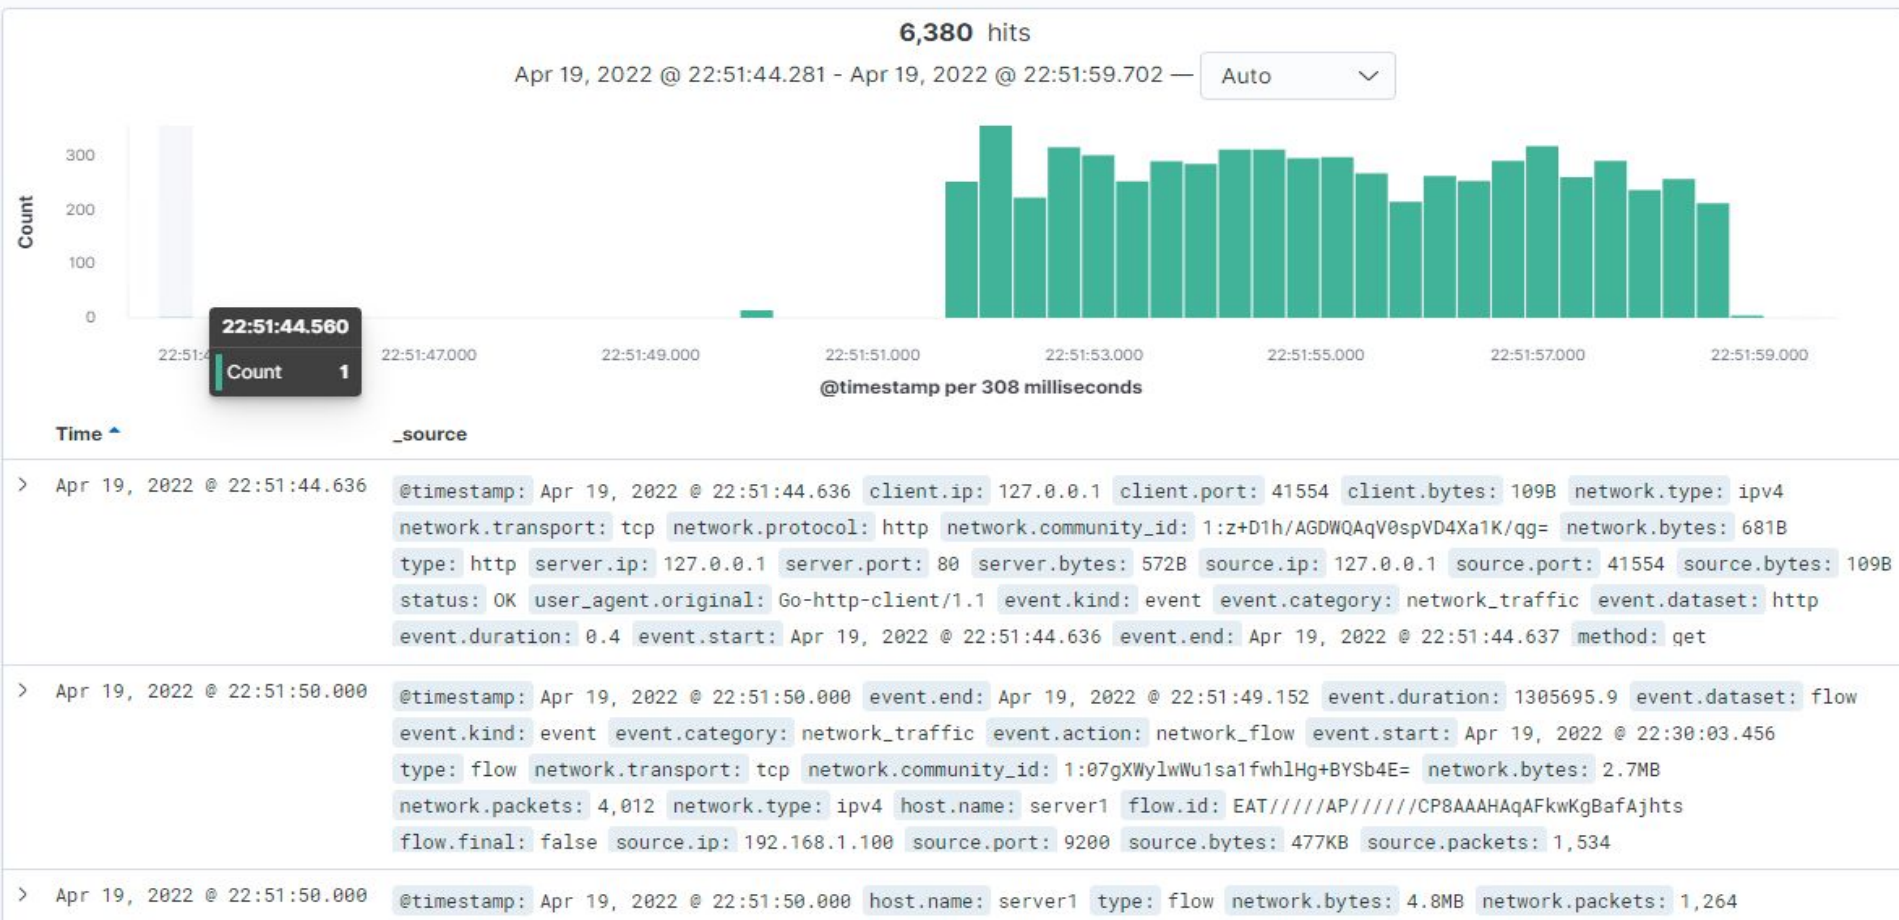 6,380 hits
Apr 19, 2022 @ 22:51:44.281 - Apr 19, 2022 @ 22:51:59.702 — Auto
300
200
100
0
Count
22:51:44.560
Count 1
22:51:47.000 22:51:49.000 22:51:51.000 22:51:53.000 22:51:55.000 22:51:57.000 22:51:59.000
@timestamp per 308 milliseconds
Time _source
Apr 19, 2022 @ 22:51:44.636 @timestamp: Apr 19, 2022 @ 22:51:44.636 client.ip: 127.0.0.1 client.port: 41554 client.bytes: 109B network.type: ipv4
network.transport: tcp network.protocol: http network.community_id: 1:z+D1h/AGDWQAqV0spVD4Xa1K/qg= network.bytes: 681B
type: http server.ip: 127.0.0.1 server.port: 80 server.bytes: 572B source.ip: 127.0.0.1 source.port: 41554 source.bytes: 109B
status: OK user_agent.original: Go-http-client/1.1 event.kind: event event.category: network_traffic event.dataset: http
event.duration: 0.4 event.start: Apr 19, 2022 @ 22:51:44.636 event.end: Apr 19, 2022 @ 22:51:44.637 method: get
Apr 19, 2022 @ 22:51:50.000 @timestamp: Apr 19, 2022 @ 22:51:50.000 event.end: Apr 19, 2022 @ 22:51:49.152 event.duration: 1305695.9 event.dataset: flow
event.kind: event event.category: network_traffic event.action: network_flow event.start: Apr 19, 2022 @ 22:30:03.456
type: flow network.transport: tcp network.community_id: 1:07gXWylwWu1sa1fwhlHg+BYSb4E= network.bytes: 2.7MB
network.packets: 4,012 network.type: ipv4 host.name: server1 flow.id: EAT/////AP//////CP8AAAHAqAFkwKgBafAjhts
flow.final: false source.ip: 192.168.1.100 source.port: 9200 source.bytes: 477KB source.packets: 1,534
Apr 19, 2022 @ 22:51:50.000 @timestamp: Apr 19, 2022 @ 22:51:50.000 host.name: server1 type: flow network.bytes: 4.8MB network.packets: 1,264